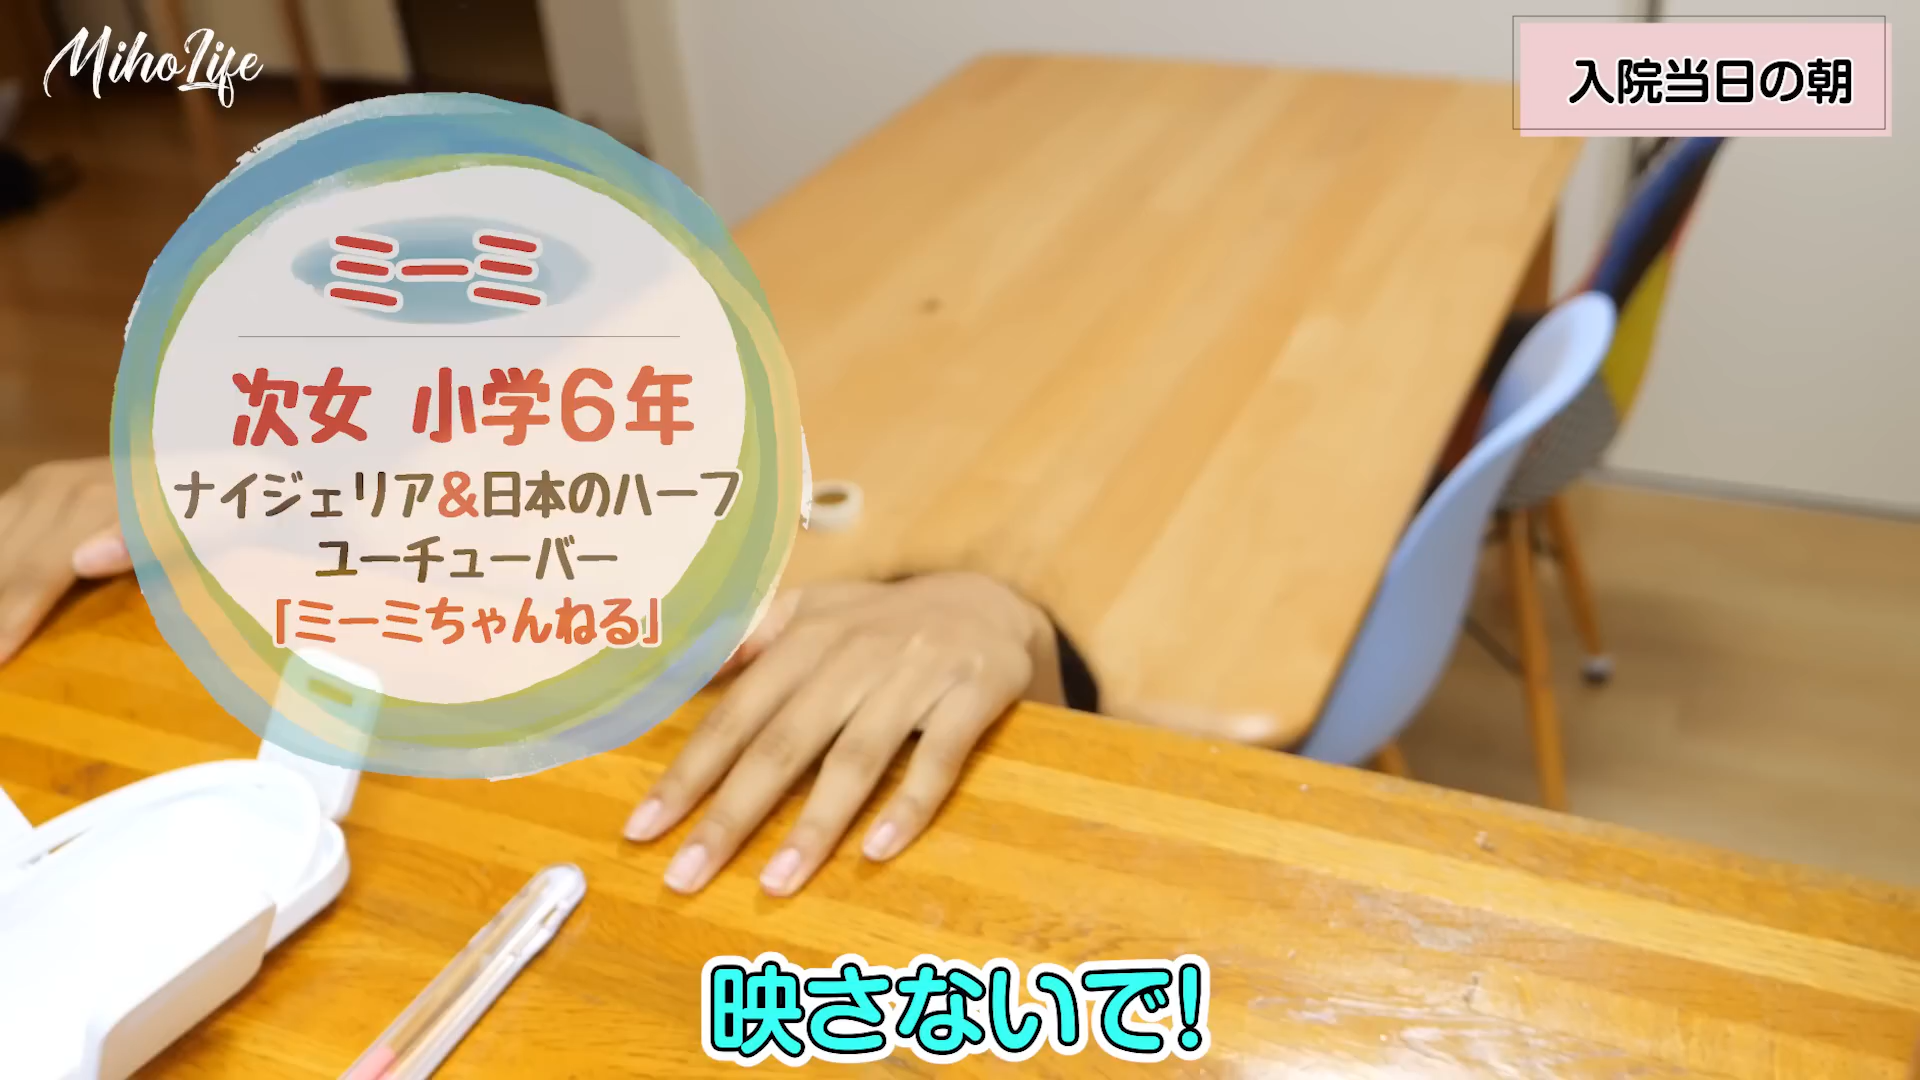 MihoLife
入院当日の朝
ミーミ
次女 小学6年
ナイジェリア&日本のハーフ
ユーチューバー
「ミーミちゃんねる」
映さないで!